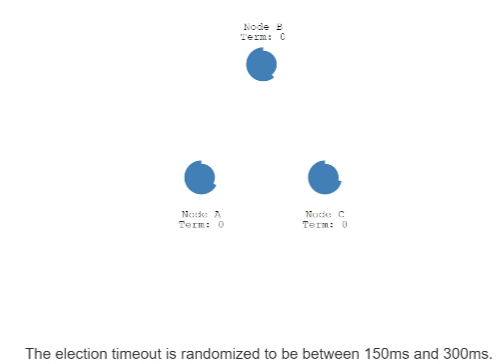 Node B
Term: 0
Node A
Term: 0
Node C
Term: 0
The election timeout is randomized to be between 150ms and 300ms.